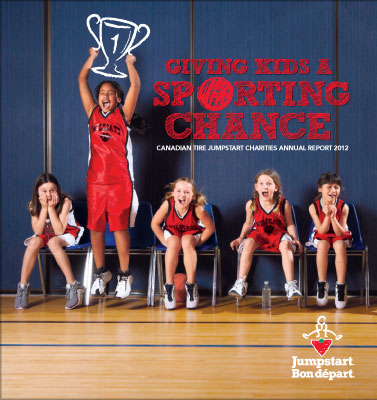 1
GIVING KIDS A
SPORTING
CHANCE
CANADIAN TIRE JUMPSTART CHARITIES ANNUAL REPORT 2012
Jumpstart
Bon départ